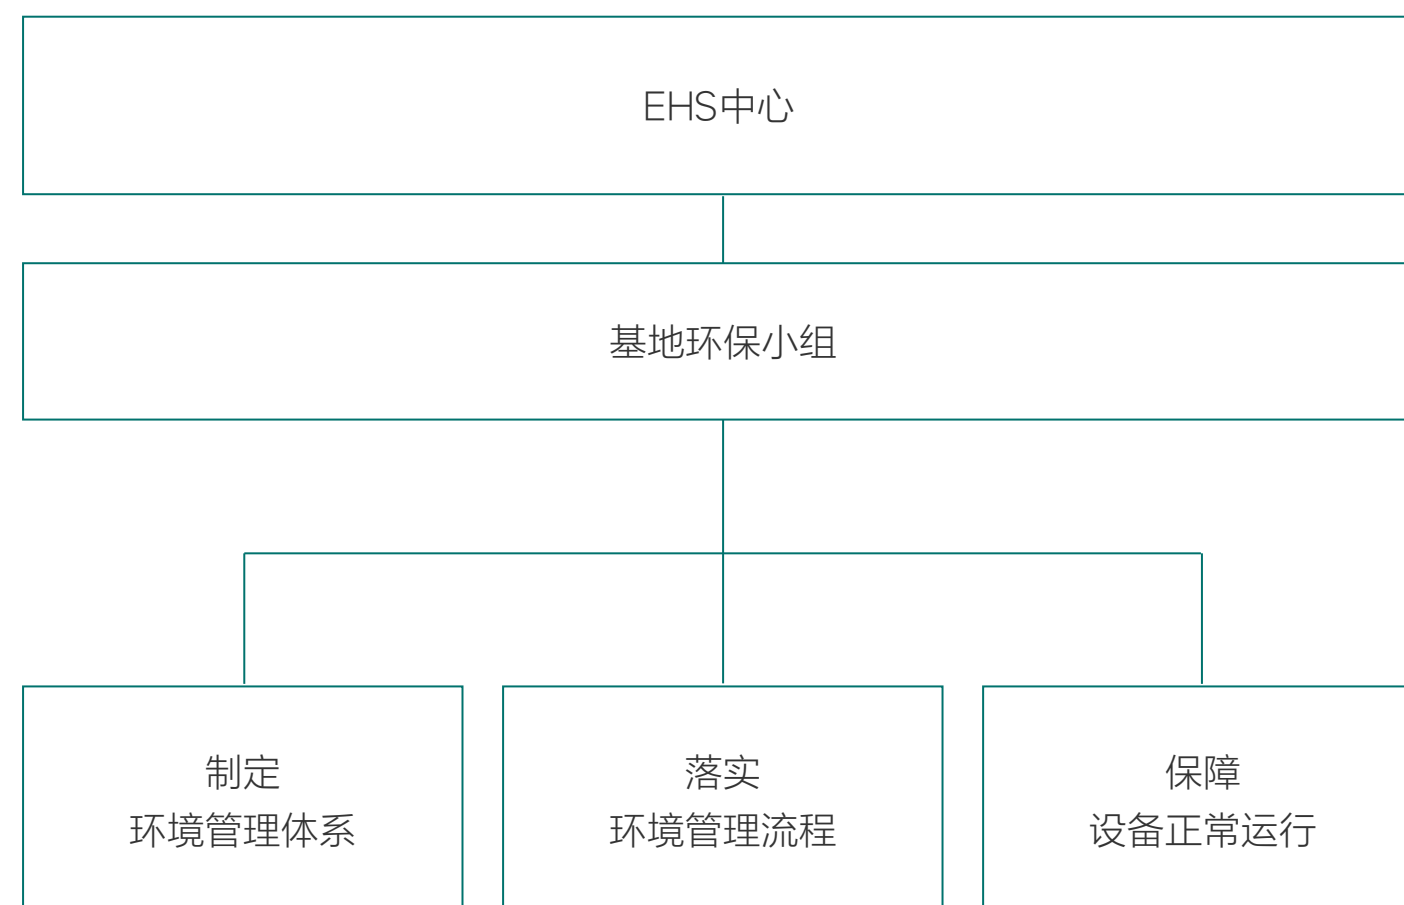 EHS中心
基地环保小组
制定
环境管理体系
落实
环境管理流程
保障
设备正常运行